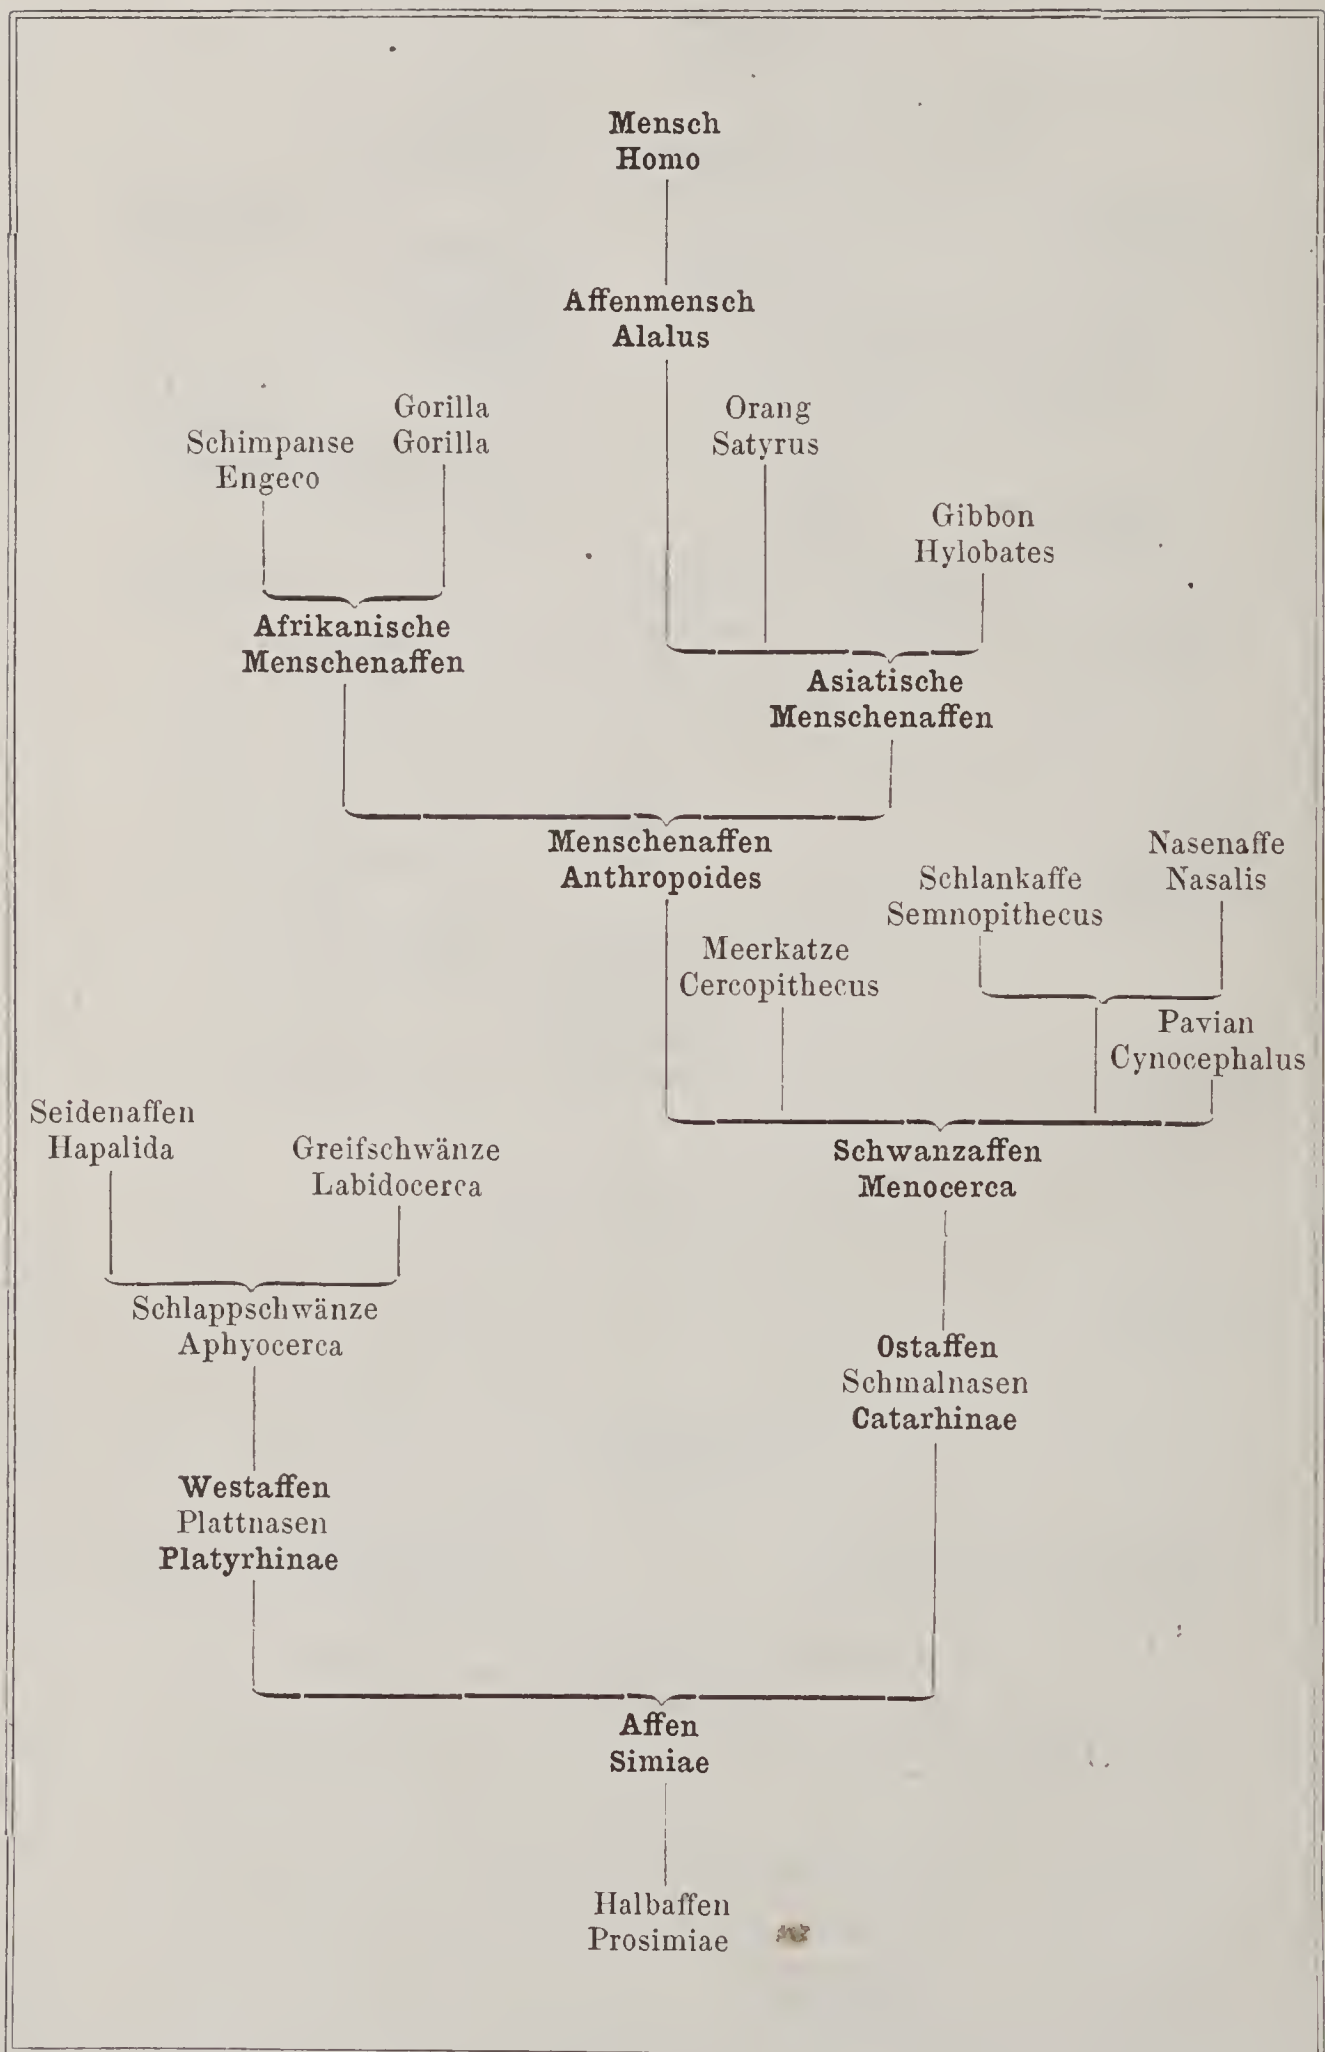 Mensch
Homo
Affenmensch
Alalus
Gorilla
Gorilla
Schimpanse
Engeco
Orang
Satyrus
Gibbon
Hylobates
Afrikanische
Menschenaffen
Asiatische
Menschenaffen
Menschenaffen
Anthropoides
Nasenaffe
Nasalis
Schlankaffe
Semnopithecus
Meerkatze
Cercopithecus
Pavian
Cynocephalus
Seidenaffen
Hapalida
Greifschwänze
Labidocerca
Schwanzaffen
Menocerca
Schlappschwänze
Aphyocerca
Ostaffen
Schmalnasen
Catarhinae
Westaffen
Plattnasen
Platyrhinae
Affen
Simiae
Halbaffen
Prosimiae